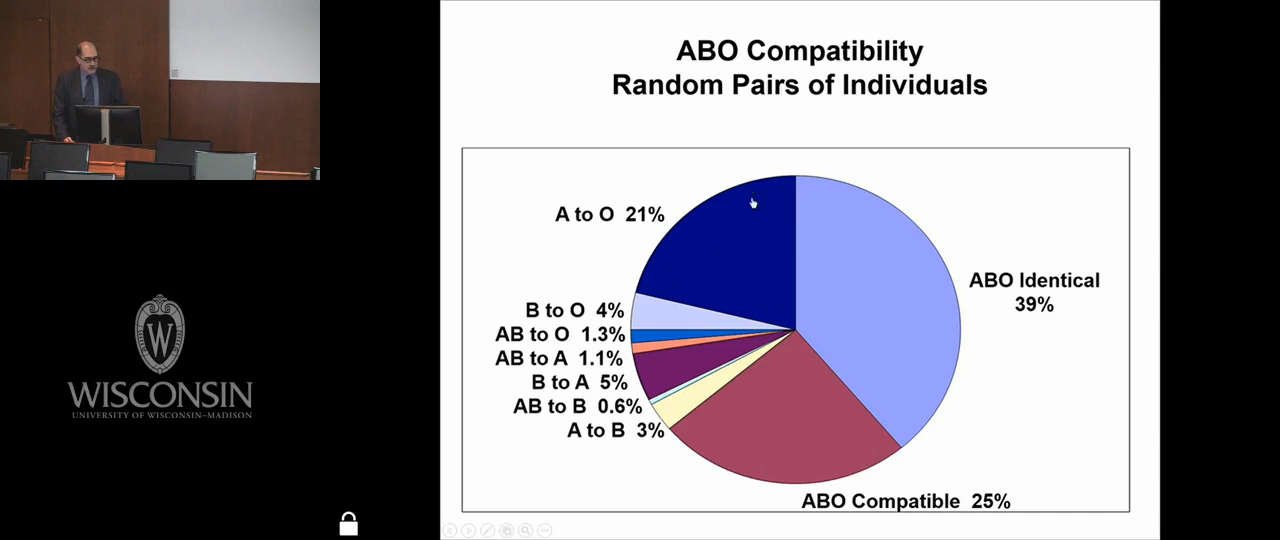 ABO Compatibility
Random Pairs of Individuals
A to O 21%
ABO Identical
39%
B to O 4%
AB to O 1.3%
AB to A 1.1%
B to A 5%
AB to B 0.6%
A to B 3%
ABO Compatible 25%
W
WISCONSIN
UNIVERSITY OF WISCONSIN–MADISON